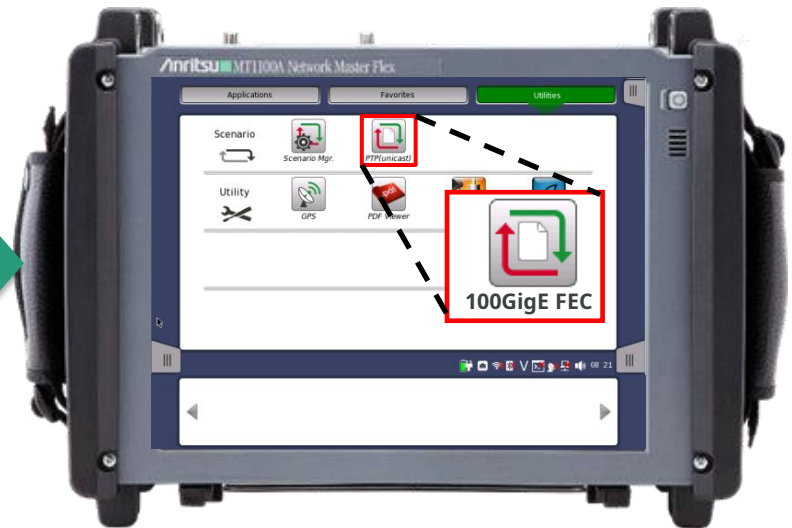 Anritsu MT1100A Network Master Flex
Applications Favorites Utilities
Scenario
Scenario Mgr. PTP(unicast)
Utility
GPS PDF Viewer
100GigE FEC
08 21